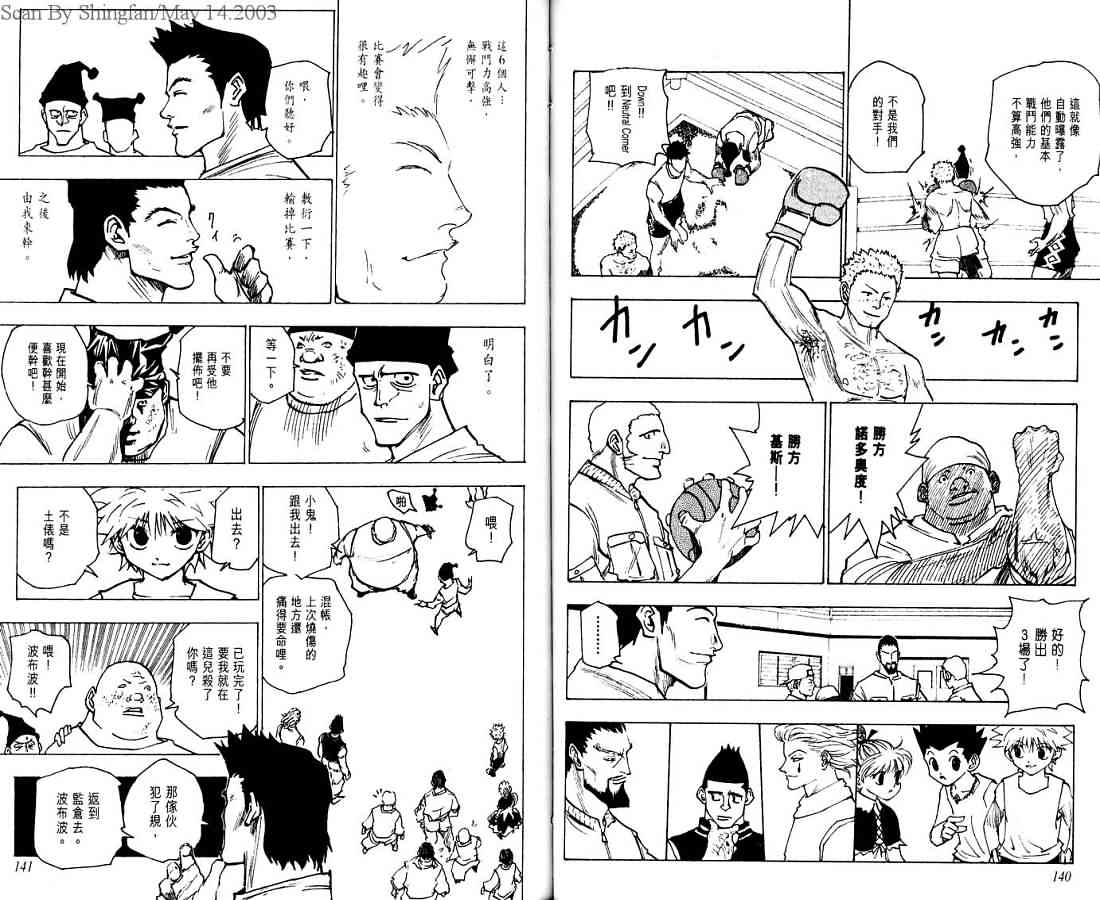 Scan By Shingfan/May 14.2003
這就像
自動曝露了
他們的基本
戰鬥能力
不算高強，
不是我們
的對手！
Down!!
到Neutral Corner
吧!!
カン
カン
カン
カン
勝方
諾多奧度！
勝方
基斯——！
好的！
勝出
3場了！
………
140
這6個人…
戰鬥力高強，
無懈可擊，
比賽會變得
很有趣哩。
喂，
你們聽好。
敷衍一下，
輸掉比賽，
クイ
之後
由我來幹。
明白了。
等一下。
不要
再受他
擺布吧！
現在開始，
喜歡幹甚麼
便幹吧！
喂！
啪
小鬼！
跟我出去！
混帳，
上次燒傷的
地方還
痛得要命哩。
出去？
不是
土俵嗎？
已玩完了！
要我就在
這兒殺了
你嗎？
喂！
波布波!!
那傢伙
犯了規，
返到
監倉去。
波布波。
141